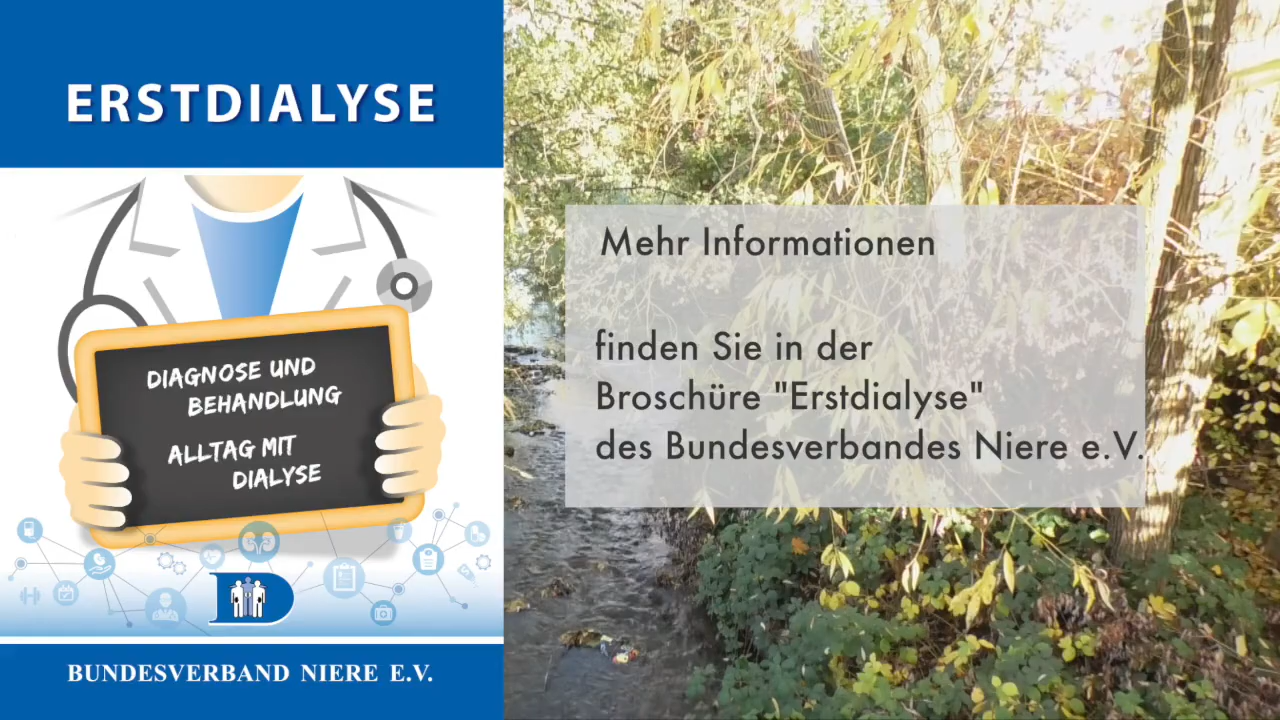 ERSTDIALYSE
DIAGNOSE UND
BEHANDLUNG
ALLTAG MIT
DIALYSE
BUNDESVERBAND NIERE E.V.
Mehr Informationen
finden Sie in der
Broschüre "Erstdialyse"
des Bundesverbandes Niere e.V.